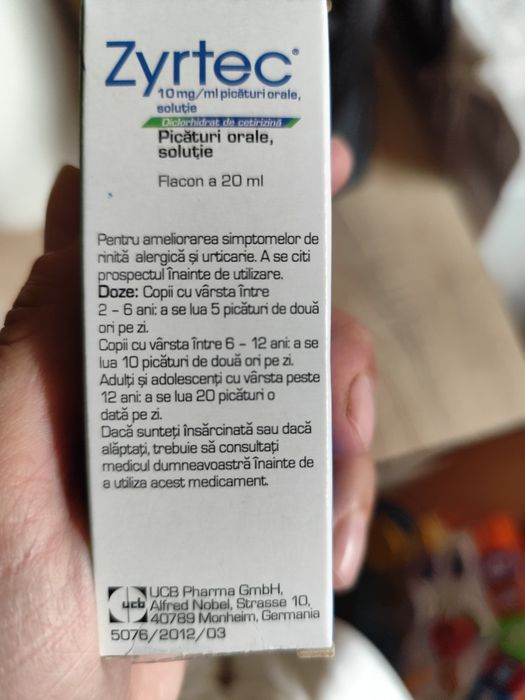 Zyrtec®
10 mg/ml picături orale,
soluție
Diclorhidrat de cetirizină
Picături orale,
soluție
Flacon a 20 ml
Pentru ameliorarea simptomelor de
rinită alergică și urticarie. A se citi
prospectul înainte de utilizare.
Doze: Copii cu vârsta între
2 - 6 ani: a se lua 5 picături de două
ori pe zi.
Copii cu vârsta între 6 - 12 ani: a se
lua 10 picături de două ori pe zi.
Adulți și adolescenți cu vârsta peste
12 ani: a se lua 20 picături o
dată pe zi.
Dacă sunteți însărcinată sau dacă
alăptați, trebuie să consultați
medicul dumneavoastră înainte de
a utiliza acest medicament.
ucb UCB Pharma GmbH,
Alfred Nobel, Strasse 10,
40789 Monheim, Germania
5076/2012/03